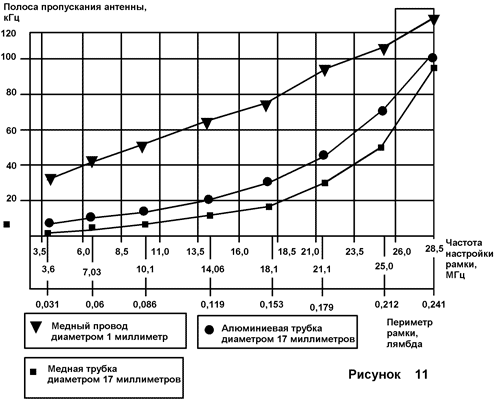 Полоса пропускания антенны,
кГц
120
100
80
60
40
20
3,5 6,0 8,5 11,0 13,5 16,0 18,5 21,0 23,5 26,0 28,5
3,6 7,03 10,1 14,06 18,1 21,1 25,0
Частота
настройки
рамки,
МГц
0,031 0,06 0,086 0,119 0,153 0,179 0,212 0,241
Медный провод
диаметром 1 миллиметр
Алюминиевая трубка
диаметром 17 миллиметров
Периметр
рамки,
лямбда
Медная трубка
диаметром 17 миллиметров
Рисунок 11